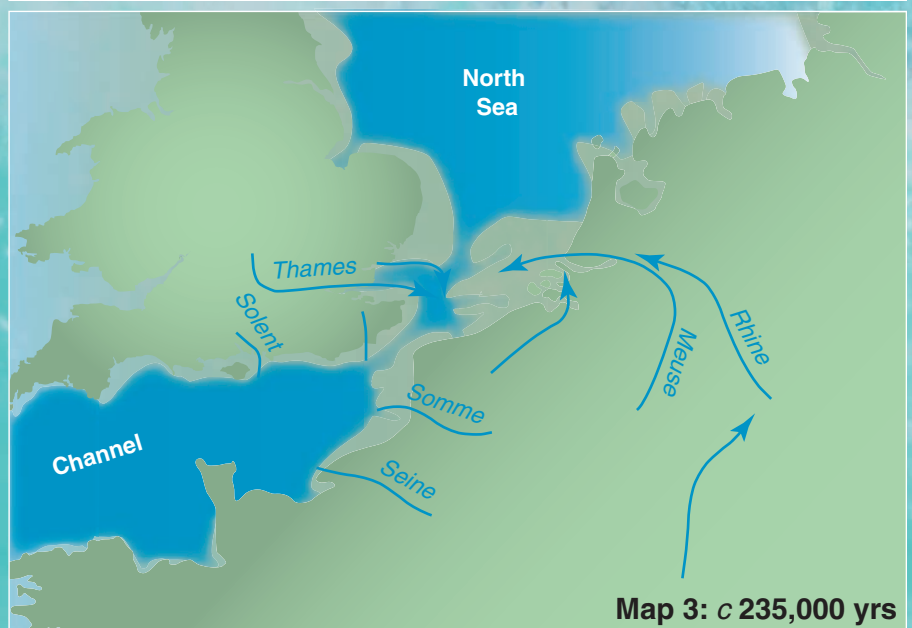 North
Sea
Thames
Solent
Rhine
Meuse
Somme
Channel
Seine
Map 3: c 235,000 yrs